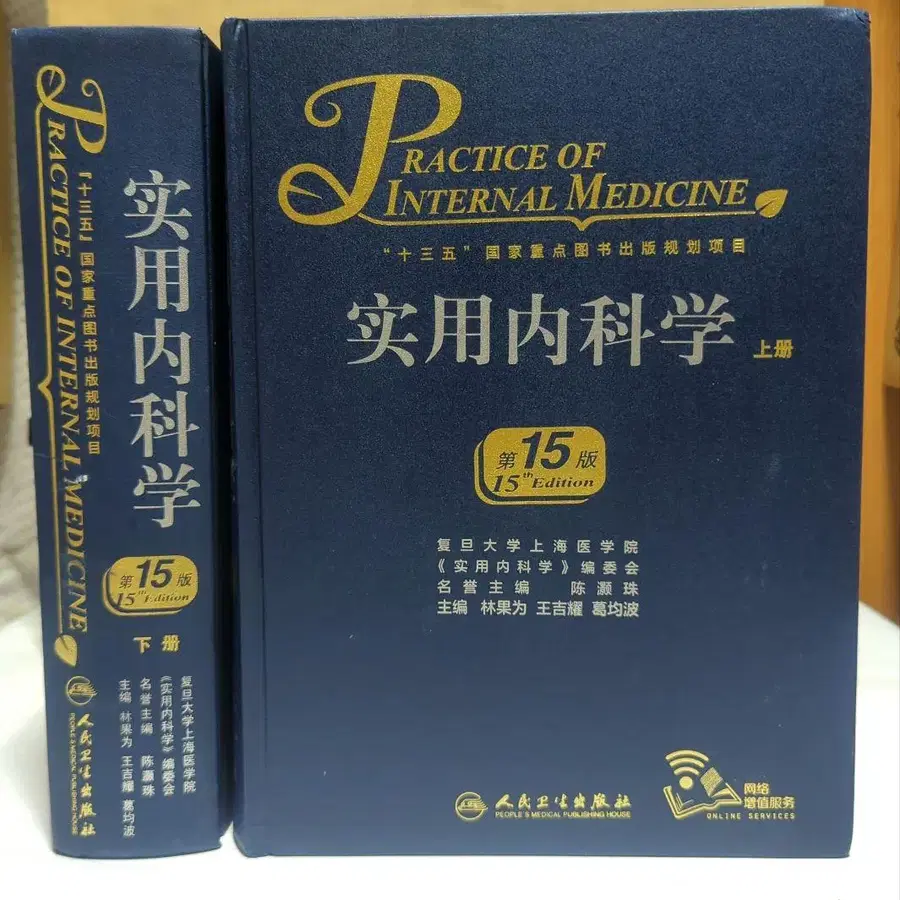 PRACTICE OF INTERNAL MEDICINE
"十三五"国家重点图书出版规划项目
实用内科学
第15版
15th Edition
下册
复旦大学上海医学院
《实用内科学》编委会
名誉主编 陈灏珠
主编 林果为 王吉耀 葛均波
人民卫生出版社
PEOPLE'S MEDICAL PUBLISHING HOUSE
PRACTICE OF
INTERNAL MEDICINE
"十三五"国家重点图书出版规划项目
实用内科学 上册
第15版
15th Edition
复旦大学上海医学院
《实用内科学》编委会
名誉主编 陈灏珠
主编 林果为 王吉耀 葛均波
人民卫生出版社
PEOPLE'S MEDICAL PUBLISHING HOUSE
网络
增值服务
ONLINE SERVICES